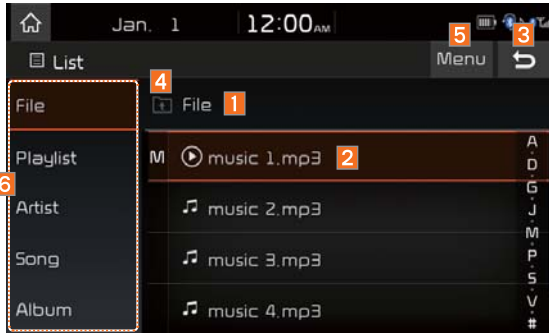 Jan. 1 12:00AM
5 3
List Menu
4
File File 1
Playlist M music 1.mp3 2
6
Artist music 2.mp3
Song music 3.mp3
Album music 4.mp3
A
D
G
J
M
P
S
V
#